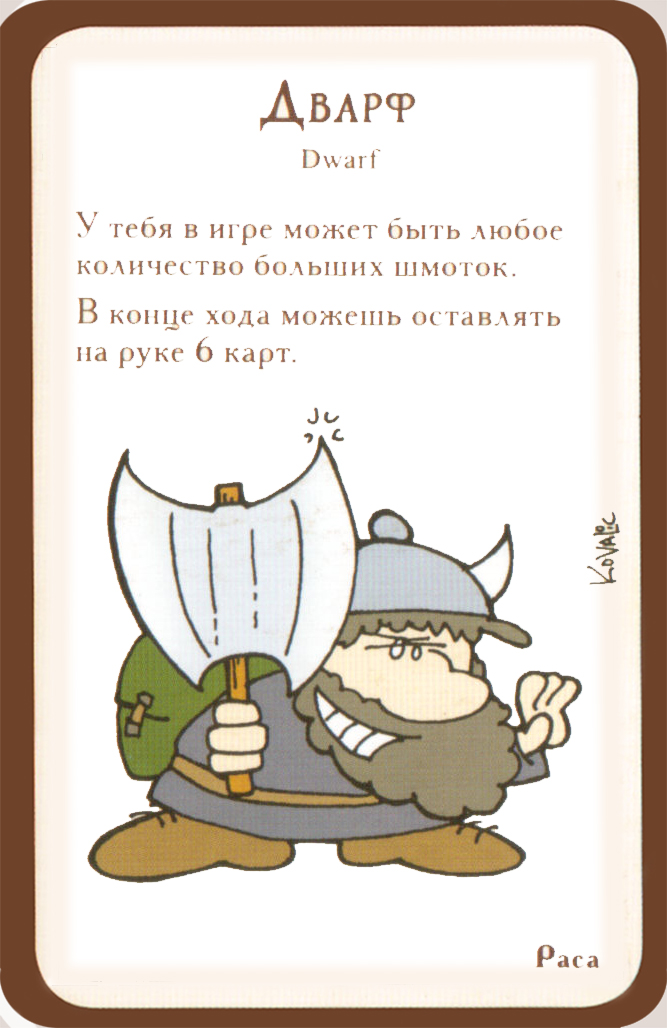 Дварф
Dwarf
У тебя в игре может быть любое
количество больших шмоток.
В конце хода можешь оставлять
на руке 6 карт.
Kovalic
Раса